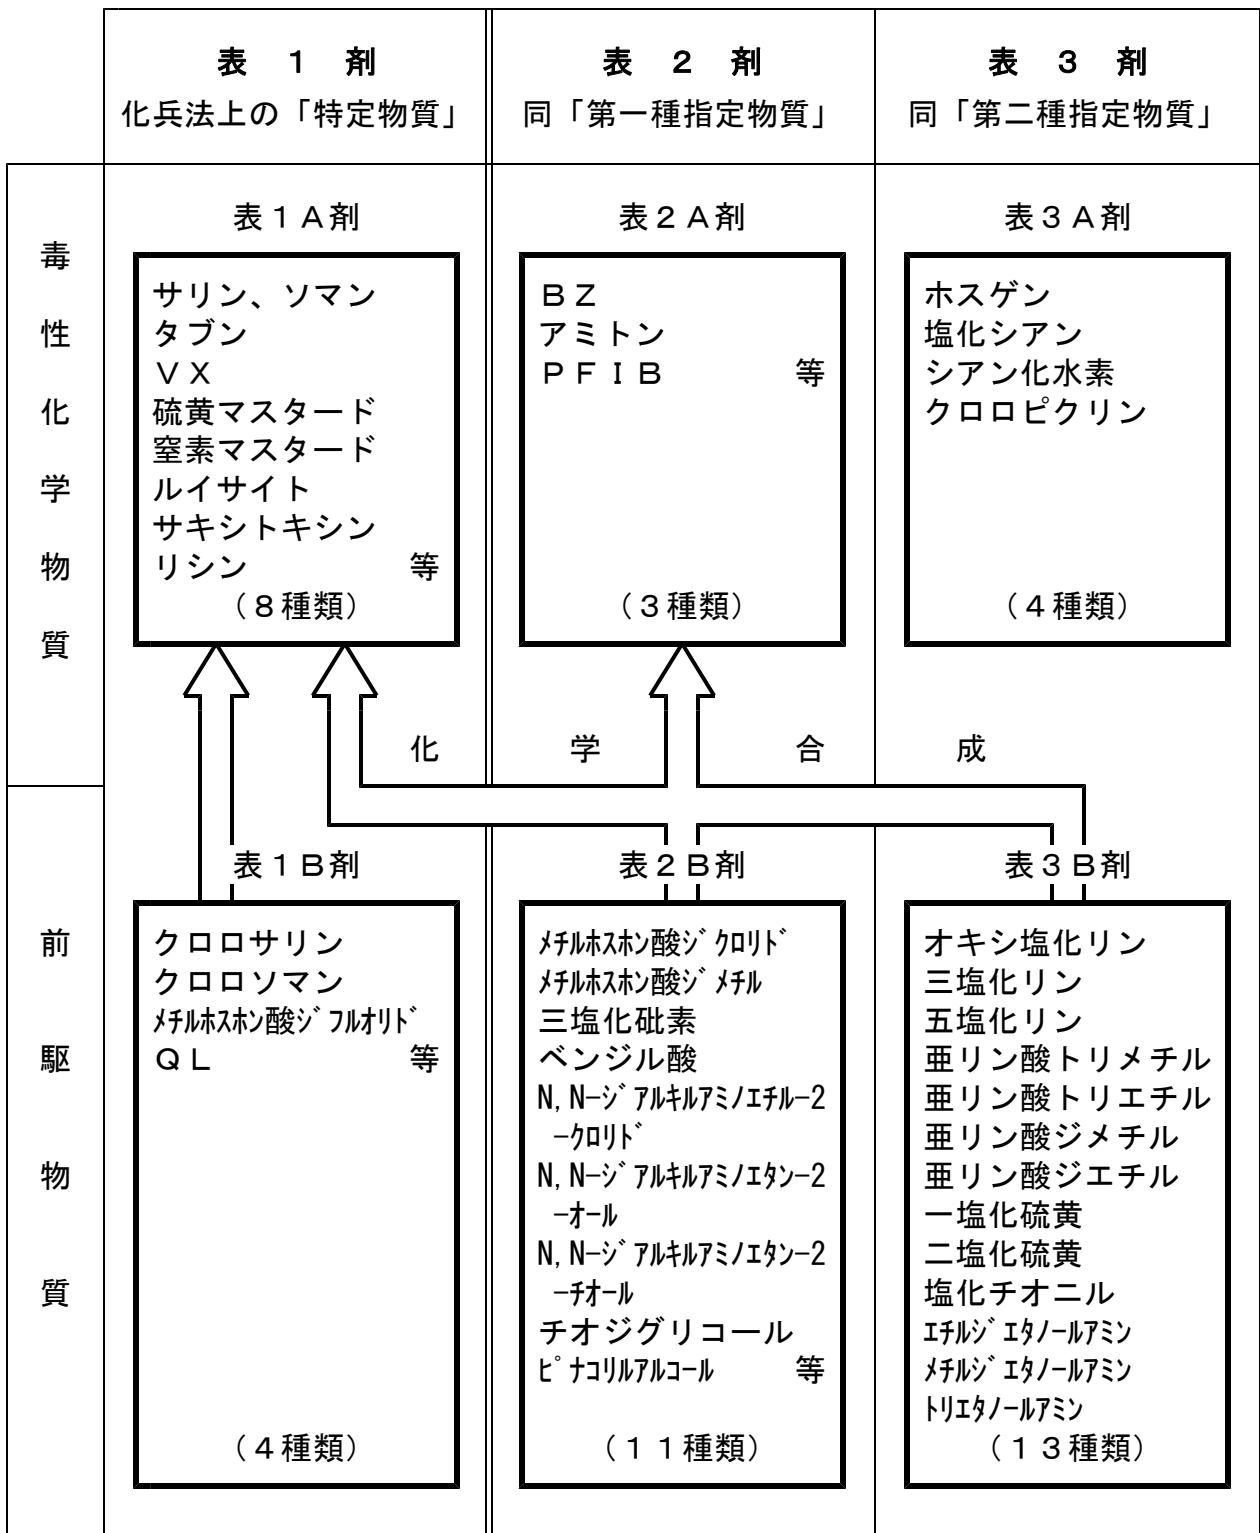 表　１　剤
化兵法上の「特定物質」
表　２　剤
同「第一種指定物質」
表　３　剤
同「第二種指定物質」
毒性化学物質
表１Ａ剤
サリン、ソマン
タブン
ＶＸ
硫黄マスタード
窒素マスタード
ルイサイト
サキシトキシン
リシン　　　　　等
（８種類）
表２Ａ剤
ＢＺ
アミトン
ＰＦＩＢ　　　　等
（３種類）
表３Ａ剤
ホスゲン
塩化シアン
シアン化水素
クロロピクリン
（４種類）
化　学　合　成
前駆物質
表１Ｂ剤
クロロサリン
クロロソマン
ﾒﾁﾙﾎｽﾎﾝ酸ｼﾞﾌﾙｵﾘﾄﾞ
ＱＬ　　　　　　等
（４種類）
表２Ｂ剤
ﾒﾁﾙﾎｽﾎﾝ酸ｼﾞｸﾛﾘﾄﾞ
ﾒﾁﾙﾎｽﾎﾝ酸ｼﾞﾒﾁﾙ
三塩化砒素
ベンジル酸
N,N-ｼﾞｱﾙｷﾙｱﾐﾉｴﾁﾙ-2
-ｸﾛﾘﾄﾞ
N,N-ｼﾞｱﾙｷﾙｱﾐﾉｴﾀﾝ-2
-ｵｰﾙ
N,N-ｼﾞｱﾙｷﾙｱﾐﾉｴﾀﾝ-2
-ﾁｵｰﾙ
チオジグリコール
ﾋﾟﾅｺﾘﾙｱﾙｺｰﾙ　　　等
（１１種類）
表３Ｂ剤
オキシ塩化リン
三塩化リン
五塩化リン
亜リン酸トリメチル
亜リン酸トリエチル
亜リン酸ジメチル
亜リン酸ジエチル
一塩化硫黄
二塩化硫黄
塩化チオニル
ｴﾁﾙｼﾞｴﾀﾉｰﾙｱﾐﾝ
ﾒﾁﾙｼﾞｴﾀﾉｰﾙｱﾐﾝ
ﾄﾘｴﾀﾉｰﾙｱﾐﾝ
（１３種類）